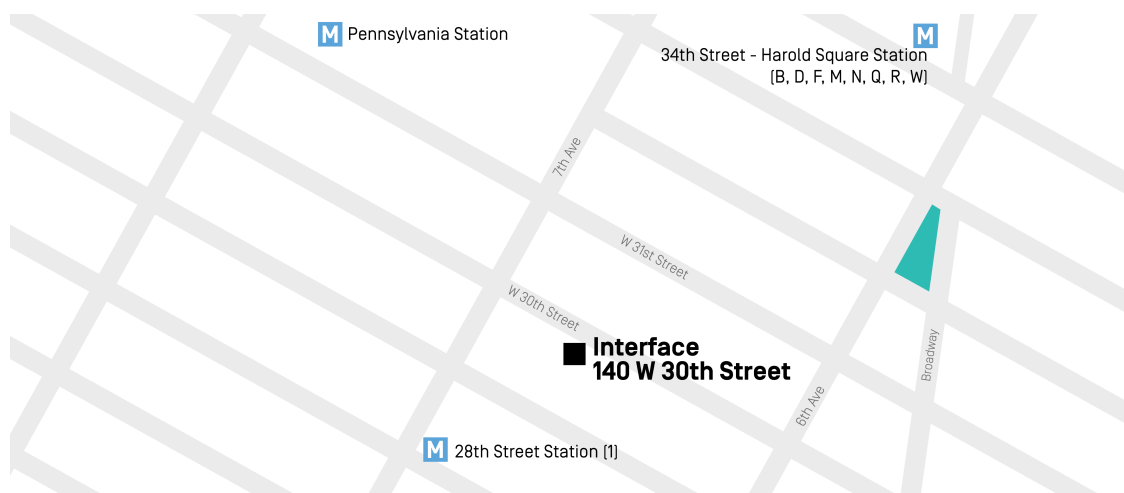 M Pennsylvania Station
M
34th Street - Harold Square Station
(B, D, F, M, N, Q, R, W)
7th Ave
W 31st Street
W 30th Street
Interface
140 W 30th Street
Broadway
6th Ave
M 28th Street Station (1)